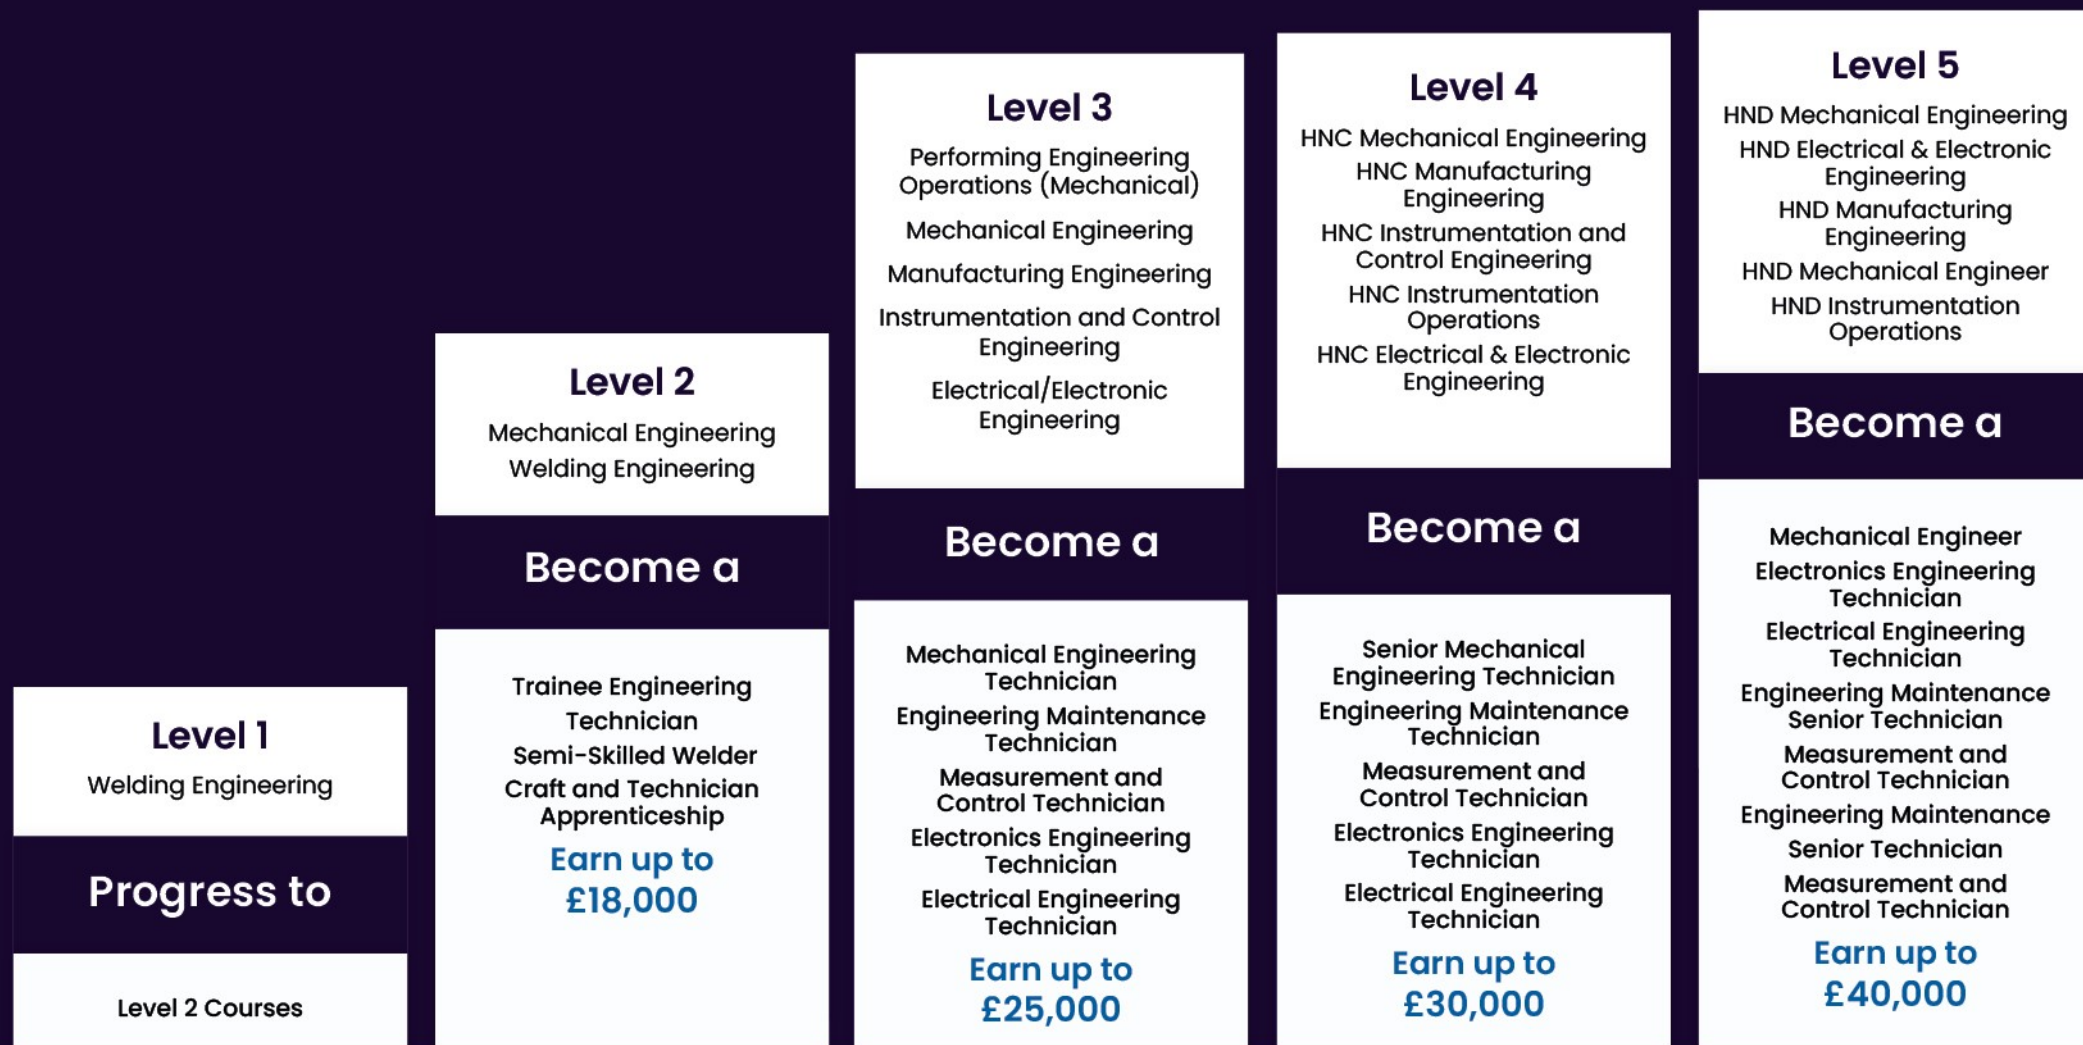 Level 1
Welding Engineering
Progress to
Level 2 Courses
Level 2
Mechanical Engineering
Welding Engineering
Become a
Trainee Engineering
Technician
Semi-Skilled Welder
Craft and Technician
Apprenticeship
Earn up to
£18,000
Level 3
Performing Engineering
Operations (Mechanical)
Mechanical Engineering
Manufacturing Engineering
Instrumentation and Control
Engineering
Electrical/Electronic
Engineering
Become a
Mechanical Engineering
Technician
Engineering Maintenance
Technician
Measurement and
Control Technician
Electronics Engineering
Technician
Electrical Engineering
Technician
Earn up to
£25,000
Level 4
HNC Mechanical Engineering
HNC Manufacturing
Engineering
HNC Instrumentation and
Control Engineering
HNC Instrumentation
Operations
HNC Electrical & Electronic
Engineering
Become a
Senior Mechanical
Engineering Technician
Engineering Maintenance
Technician
Measurement and
Control Technician
Electronics Engineering
Technician
Electrical Engineering
Technician
Earn up to
£30,000
Level 5
HND Mechanical Engineering
HND Electrical & Electronic
Engineering
HND Manufacturing
Engineering
HND Mechanical Engineer
HND Instrumentation
Operations
Become a
Mechanical Engineer
Electronics Engineering
Technician
Electrical Engineering
Technician
Engineering Maintenance
Senior Technician
Measurement and
Control Technician
Engineering Maintenance
Senior Technician
Measurement and
Control Technician
Earn up to
£40,000